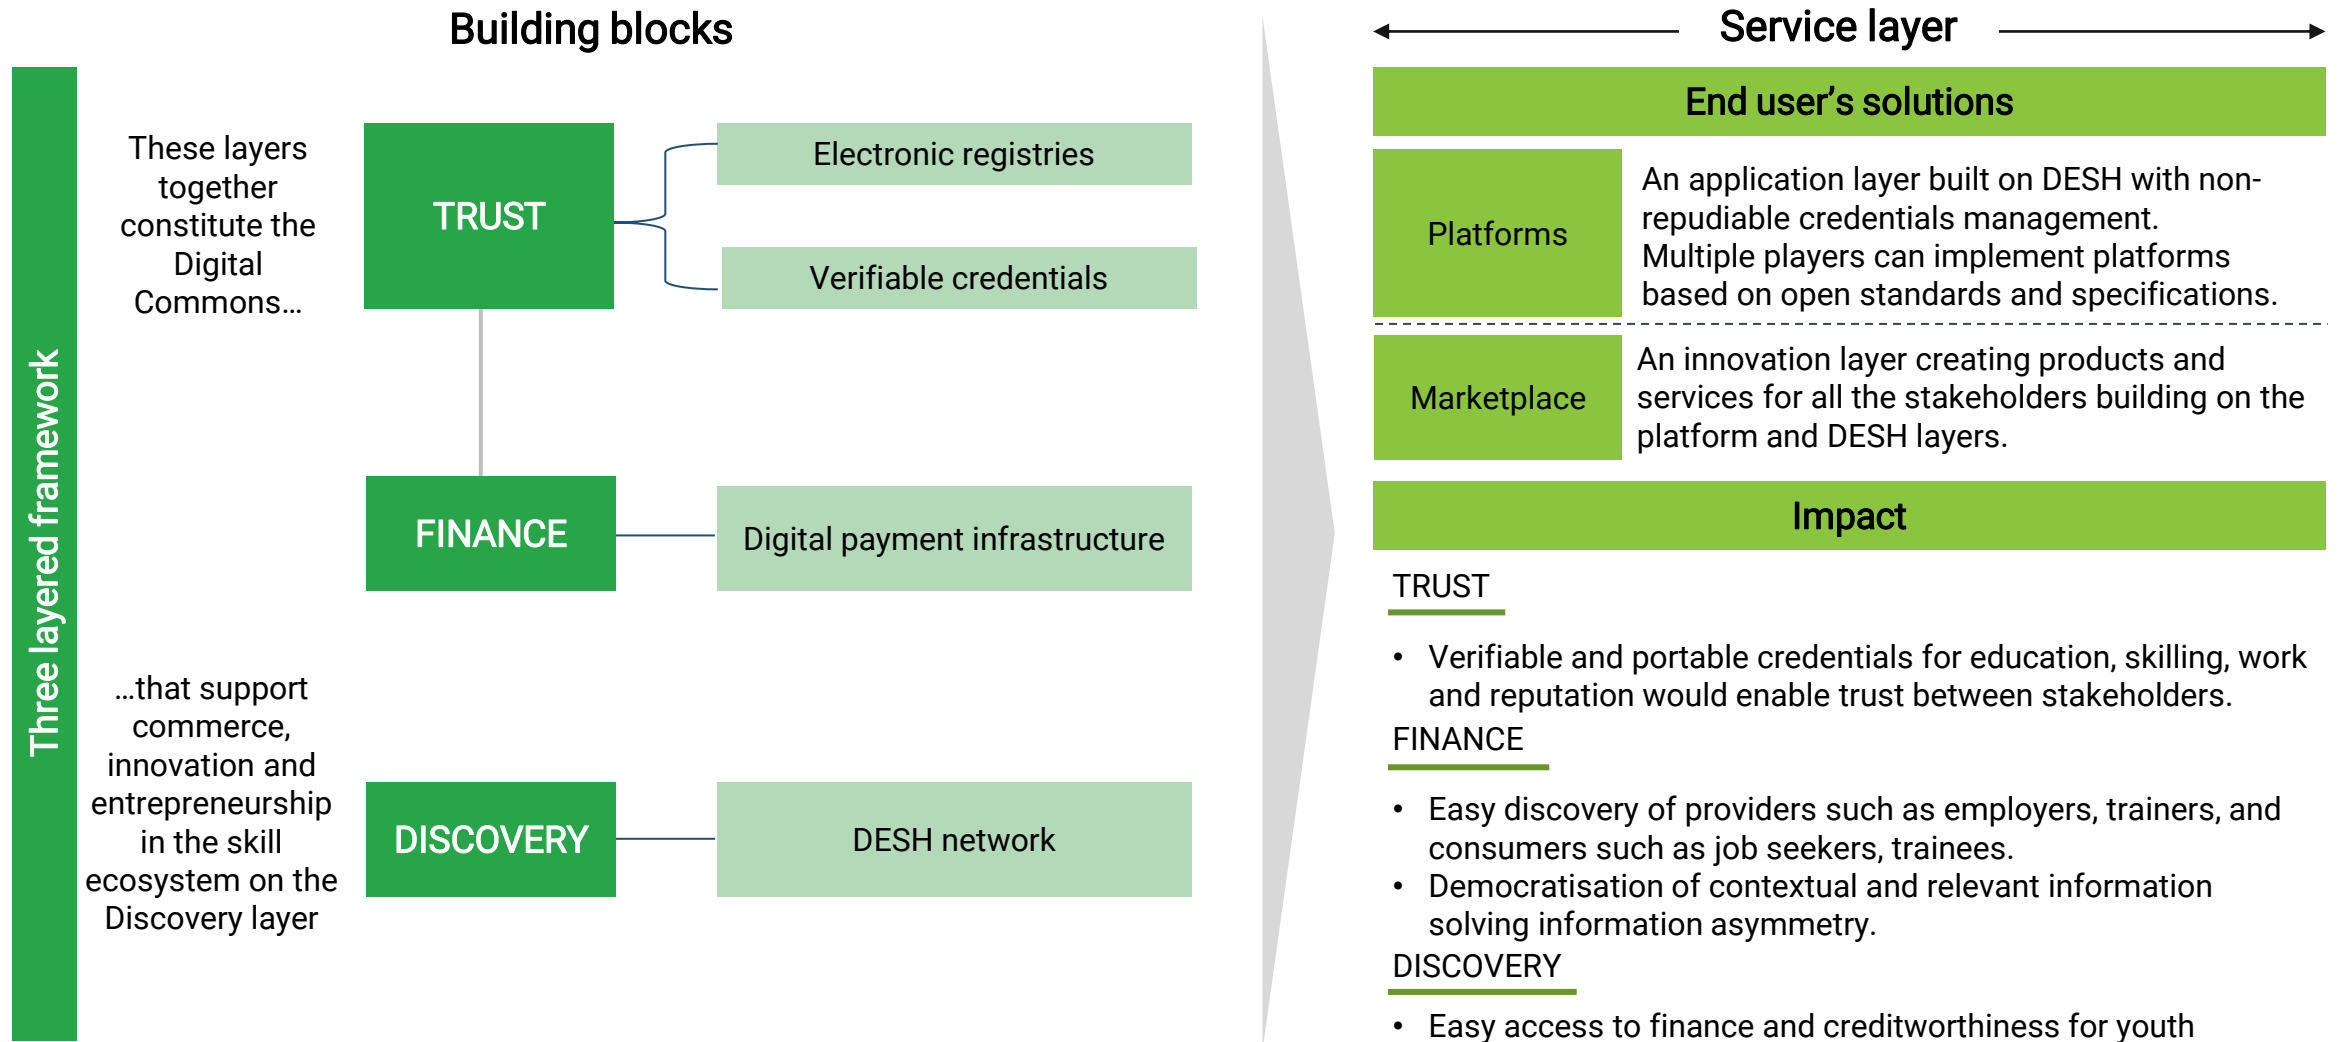 Building blocks
Three layered framework
These layers
together
constitute the
Digital
Commons…
…that support
commerce,
innovation and
entrepreneurship
in the skill
ecosystem on the
Discovery layer
TRUST
Electronic registries
Verifiable credentials
FINANCE
Digital payment infrastructure
DISCOVERY
DESH network
Service layer
End user’s solutions
Platforms
An application layer built on DESH with non-
repudiable credentials management.
Multiple players can implement platforms
based on open standards and specifications.
Marketplace
An innovation layer creating products and
services for all the stakeholders building on the
platform and DESH layers.
Impact
TRUST
• Verifiable and portable credentials for education, skilling, work
and reputation would enable trust between stakeholders.
FINANCE
• Easy discovery of providers such as employers, trainers, and
consumers such as job seekers, trainees.
• Democratisation of contextual and relevant information
solving information asymmetry.
DISCOVERY
• Easy access to finance and creditworthiness for youth